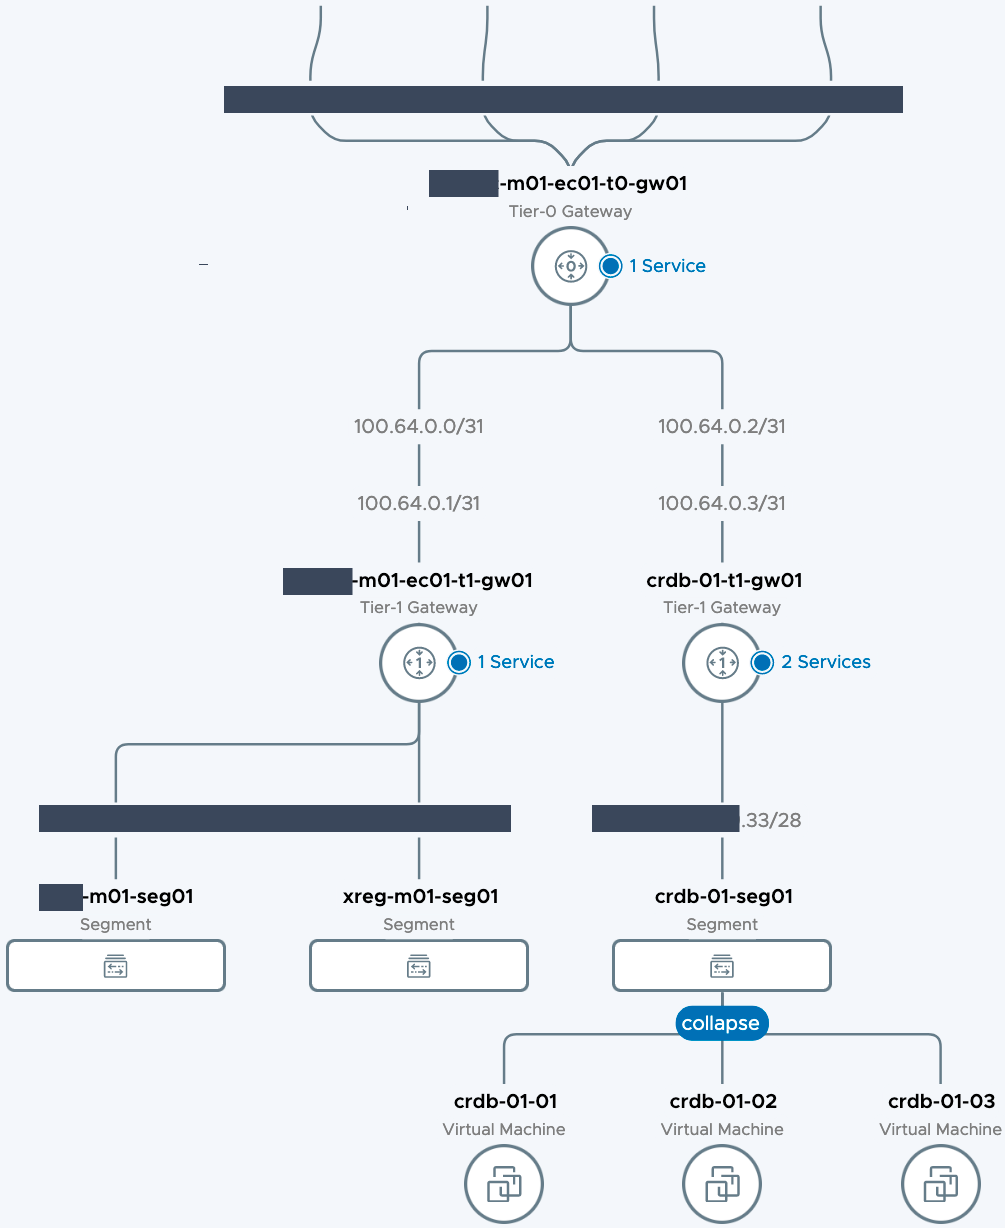 -m01-ec01-t0-gw01
Tier-0 Gateway
0
1 Service
100.64.0.0/31
100.64.0.2/31
100.64.0.1/31
100.64.0.3/31
-m01-ec01-t1-gw01
crdb-01-t1-gw01
Tier-1 Gateway
Tier-1 Gateway
1
1 Service
1
2 Services
.33/28
-m01-seg01
xreg-m01-seg01
crdb-01-seg01
Segment
Segment
Segment
collapse
crdb-01-01
crdb-01-02
crdb-01-03
Virtual Machine
Virtual Machine
Virtual Machine